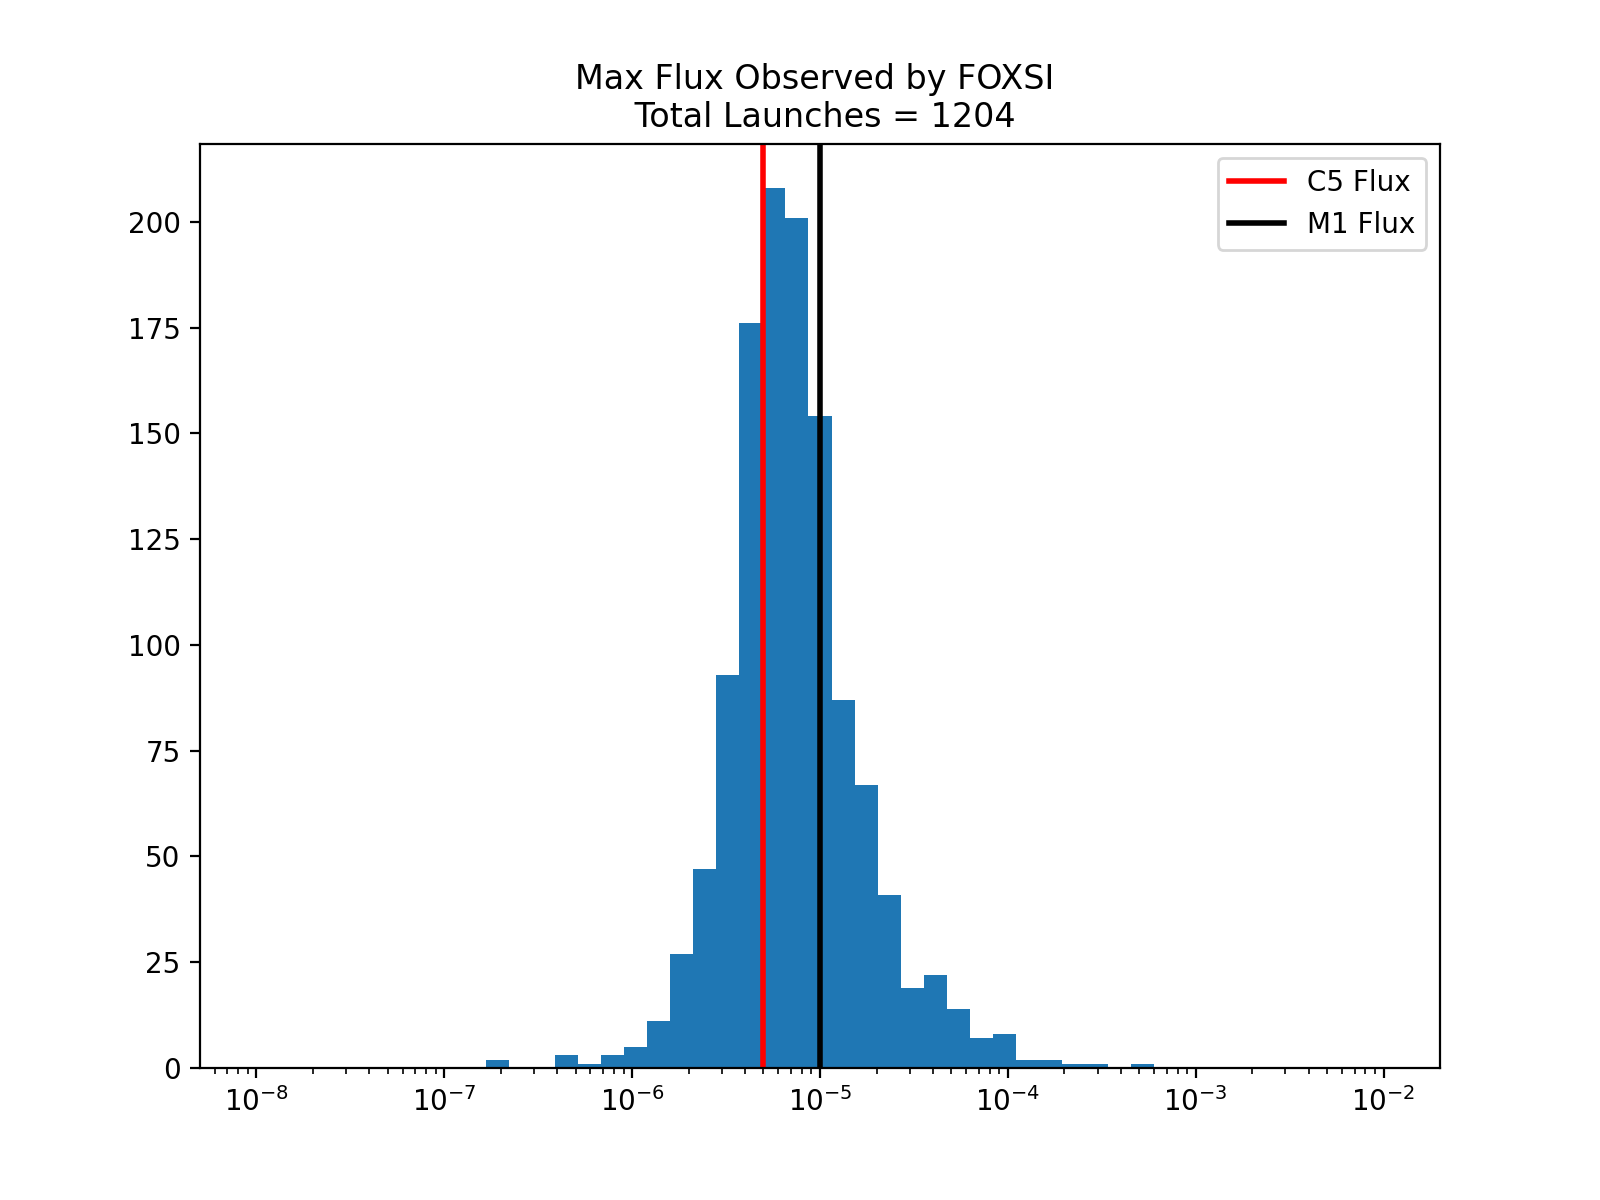 Max Flux Observed by FOXSI
Total Launches = 1204
C5 Flux
M1 Flux
200
175
150
125
100
75
50
25
0
10⁻⁸ 10⁻⁷ 10⁻⁶ 10⁻⁵ 10⁻⁴ 10⁻³ 10⁻²